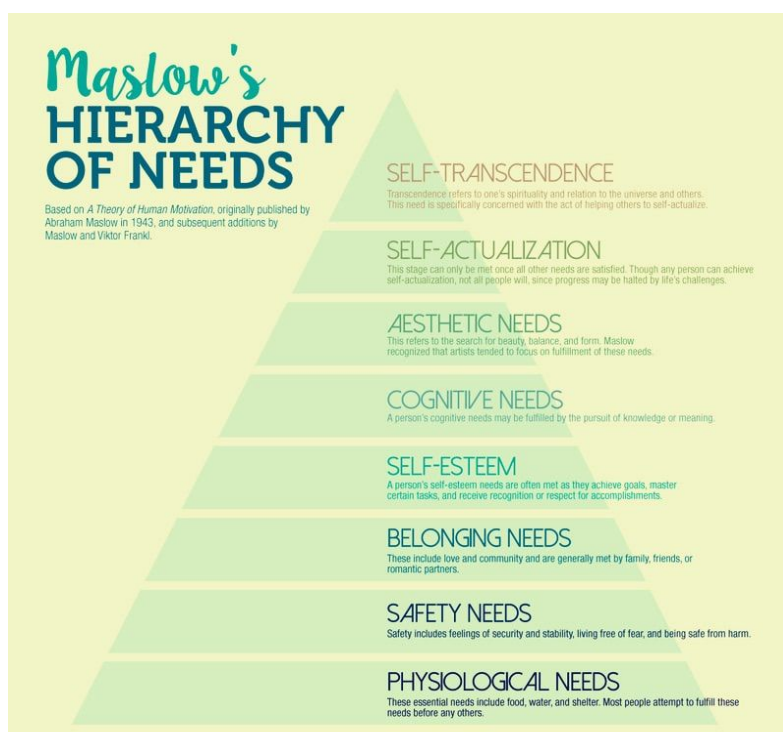 Maslow's
HIERARCHY
OF NEEDS
Based on A Theory of Human Motivation, originally published by
Abraham Maslow in 1943, and subsequent additions by
Maslow and Viktor Frankl.
SELF-TRANSCENDENCE
Transcendence refers to one's spirituality and relation to the universe and others.
This need is specifically concerned with the act of helping others to self-actualize.
SELF-ACTUALIZATION
This stage can only be met once all other needs are satisfied. Though any person can achieve
self-actualization, not all people will, since progress may be halted by life's challenges.
AESTHETIC NEEDS
This refers to the search for beauty, balance, and form. Maslow
recognized that artists tended to focus on fulfillment of these needs.
COGNITIVE NEEDS
A person's cognitive needs may be fulfilled by the pursuit of knowledge or meaning.
SELF-ESTEEM
A person's self-esteem needs are often met as they achieve goals, master
certain tasks, and receive recognition or respect for accomplishments.
BELONGING NEEDS
These include love and community and are generally met by family, friends, or
romantic partners.
SAFETY NEEDS
Safety includes feelings of security and stability, living free of fear, and being safe from harm.
PHYSIOLOGICAL NEEDS
These essential needs include food, water, and shelter. Most people attempt to fulfill these
needs before any others.